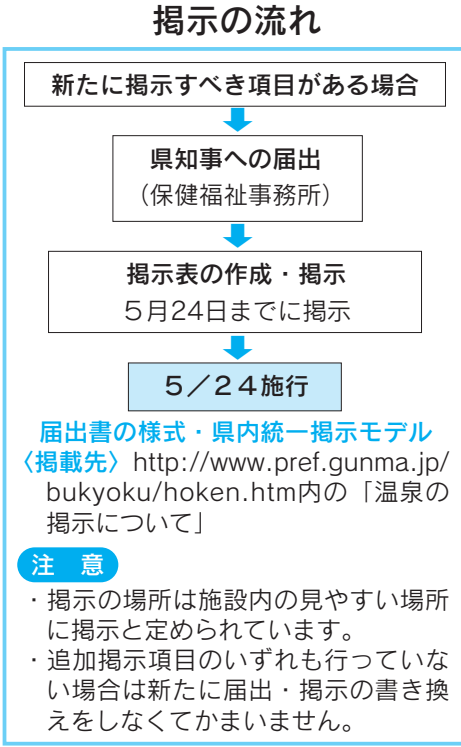 掲示の流れ
新たに掲示すべき項目がある場合
県知事への届出
（保健福祉事務所）
掲示表の作成・掲示
５月24日までに掲示
５／２４施行
届出書の様式・県内統一掲示モデル
〈掲載先〉http://www.pref.gunma.jp/
bukyoku/hoken.htm内の「温泉の
掲示について」
注　意
・掲示の場所は施設内の見やすい場所
に掲示と定められています。
・追加掲示項目のいずれも行っていな
い場合は新たに届出・掲示の書き換
えをしなくてかまいません。